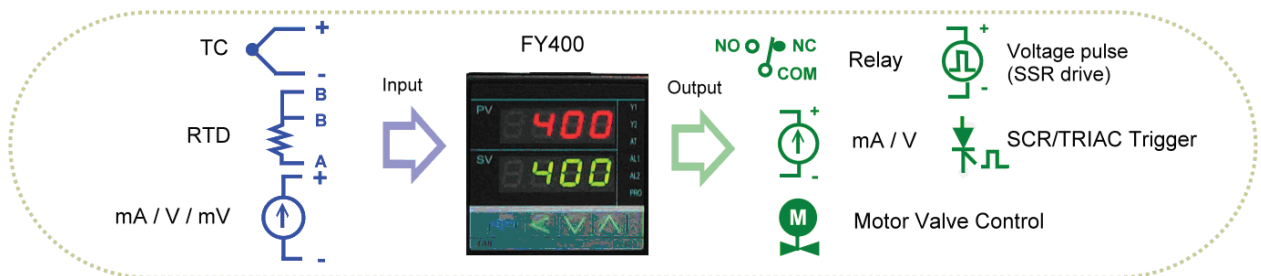 TC
+
-
B
B
RTD
A
+
mA / V / mV
-
Input
FY400
PV
400
SV
400
Y1
Y2
AT
AL1
AL2
PRO
Output
NO
NC
COM
Relay
+
-
Voltage pulse
(SSR drive)
+
-
mA / V
SCR/TRIAC Trigger
M
Motor Valve Control